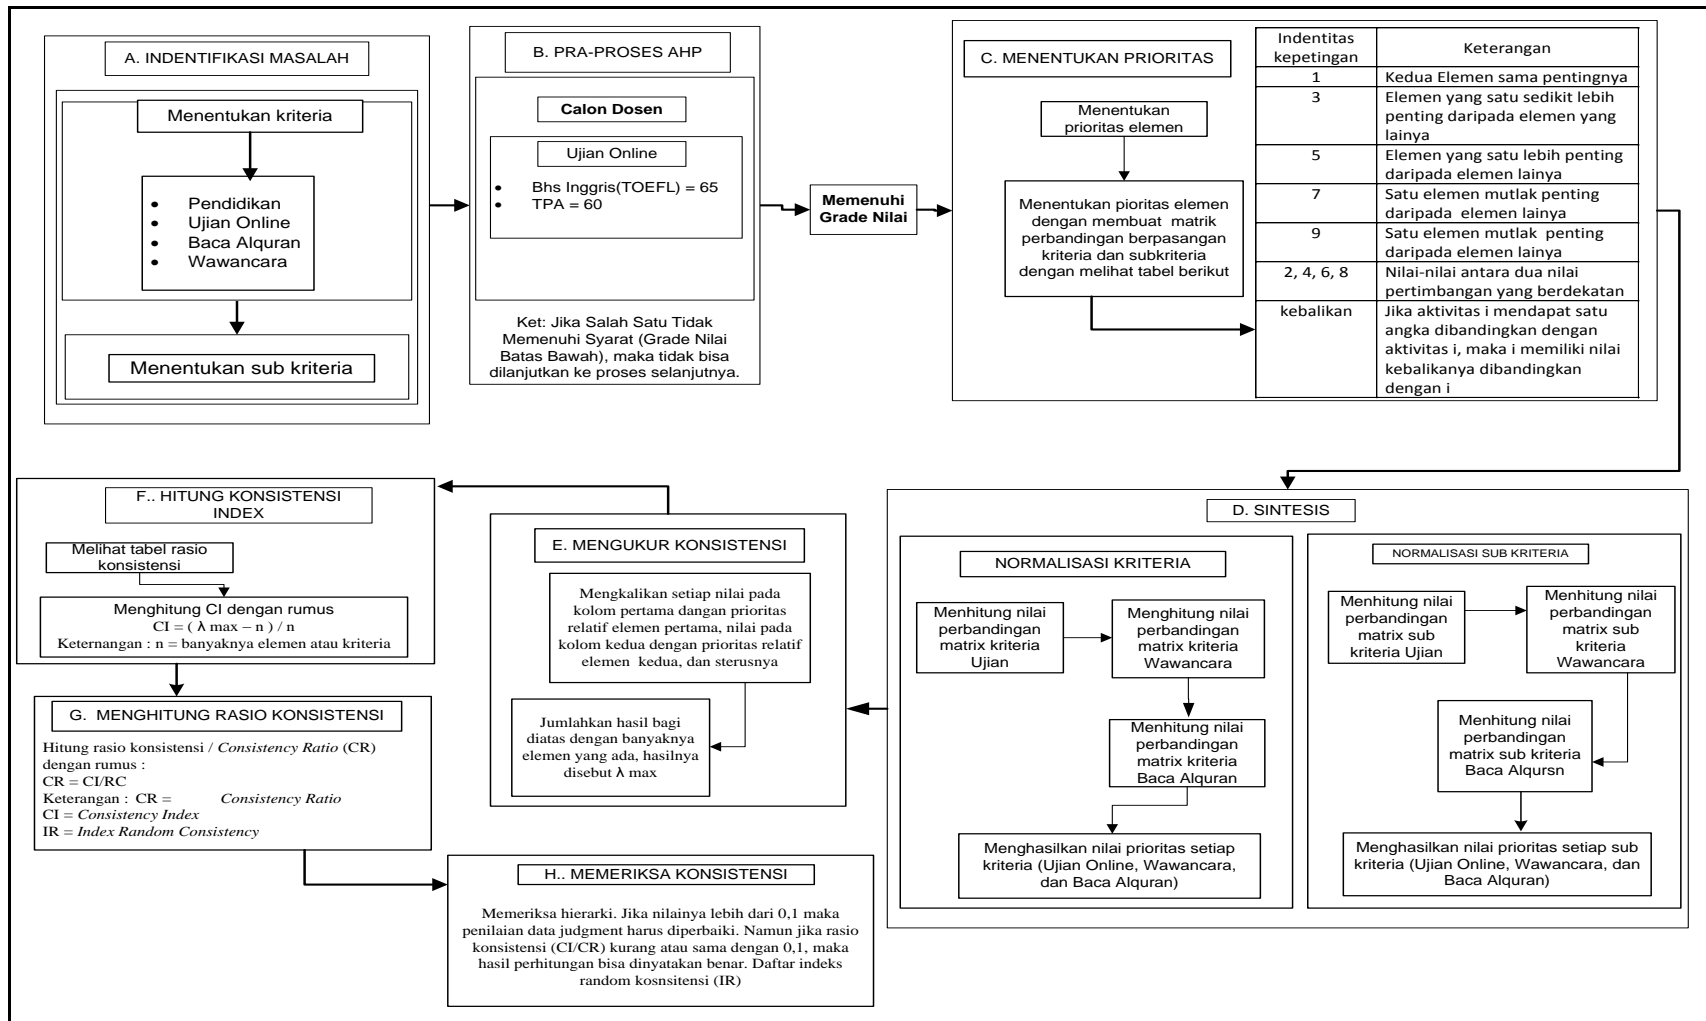 A. INDENTIFIKASI MASALAH
Menentukan kriteria
• Pendidikan
• Ujian Online
• Baca Alquran
• Wawancara
Menentukan sub kriteria
B. PRA-PROSES AHP
Calon Dosen
Ujian Online
• Bhs Inggris(TOEFL) = 65
• TPA = 60
Ket: Jika Salah Satu Tidak
Memenuhi Syarat (Grade Nilai
Batas Bawah), maka tidak bisa
dilanjutkan ke proses selanjutnya.
Memenuhi
Grade Nilai
C. MENENTUKAN PRIORITAS
Menentukan
prioritas elemen
Menentukan pioritas elemen
dengan membuat matrik
perbandingan berpasangan
kriteria dan subkriteria
dengan melihat tabel berikut
Indentitas
kepetingan
Keterangan
1
Kedua Elemen sama pentingnya
3
Elemen yang satu sedikit lebih
penting daripada elemen yang
lainya
5
Elemen yang satu lebih penting
daripada elemen lainya
7
Satu elemen mutlak penting
daripada elemen lainya
9
Satu elemen mutlak penting
daripada elemen lainya
2, 4, 6, 8
Nilai-nilai antara dua nilai
pertimbangan yang berdekatan
kebalikan
Jika aktivitas i mendapat satu
angka dibandingkan dengan
aktivitas i, maka i memiliki nilai
kebalikanya dibandingkan
dengan i
D. SINTESIS
NORMALISASI KRITERIA
Menhitung nilai
perbandingan
matrix kriteria
Ujian
Menghitung nilai
perbandingan
matrix kriteria
Wawancara
Menhitung nilai
perbandingan
matrix kriteria
Baca Alquran
Menghasilkan nilai prioritas setiap
kriteria (Ujian Online, Wawancara,
dan Baca Alquran)
NORMALISASI SUB KRITERIA
Menhitung nilai
perbandingan
matrix sub
kriteria Ujian
Menhitung nilai
perbandingan
matrix sub
kriteria
Wawancara
Menhitung nilai
perbandingan
matrix sub kriteria
Baca Alqursn
Menghasilkan nilai prioritas setiap sub
kriteria (Ujian Online, Wawancara, dan
Baca Alquran)
E. MENGUKUR KONSISTENSI
Mengkalikan setiap nilai pada
kolom pertama dangan prioritas
relatif elemen pertama, nilai pada
kolom kedua dengan prioritas relatif
elemen kedua, dan sterusnya
Jumlahkan hasil bagi
diatas dengan banyaknya
elemen yang ada, hasilnya
disebut λ max
F.. HITUNG KONSISTENSI
INDEX
Melihat tabel rasio
konsistensi
Menghitung CI dengan rumus
CI = ( λ max – n ) / n
Keternangan : n = banyaknya elemen atau kriteria
G. MENGHITUNG RASIO KONSISTENSI
Hitung rasio konsistensi / Consistency Ratio (CR)
dengan rumus :
CR = CI/RC
Keterangan : CR = Consistency Ratio
CI = Consistency Index
IR = Index Random Consistency
H.. MEMERIKSA KONSISTENSI
Memeriksa hierarki. Jika nilainya lebih dari 0,1 maka
penilaian data judgment harus diperbaiki. Namun jika rasio
konsistensi (CI/CR) kurang atau sama dengan 0,1, maka
hasil perhitungan bisa dinyatakan benar. Daftar indeks
random kosnsitensi (IR)